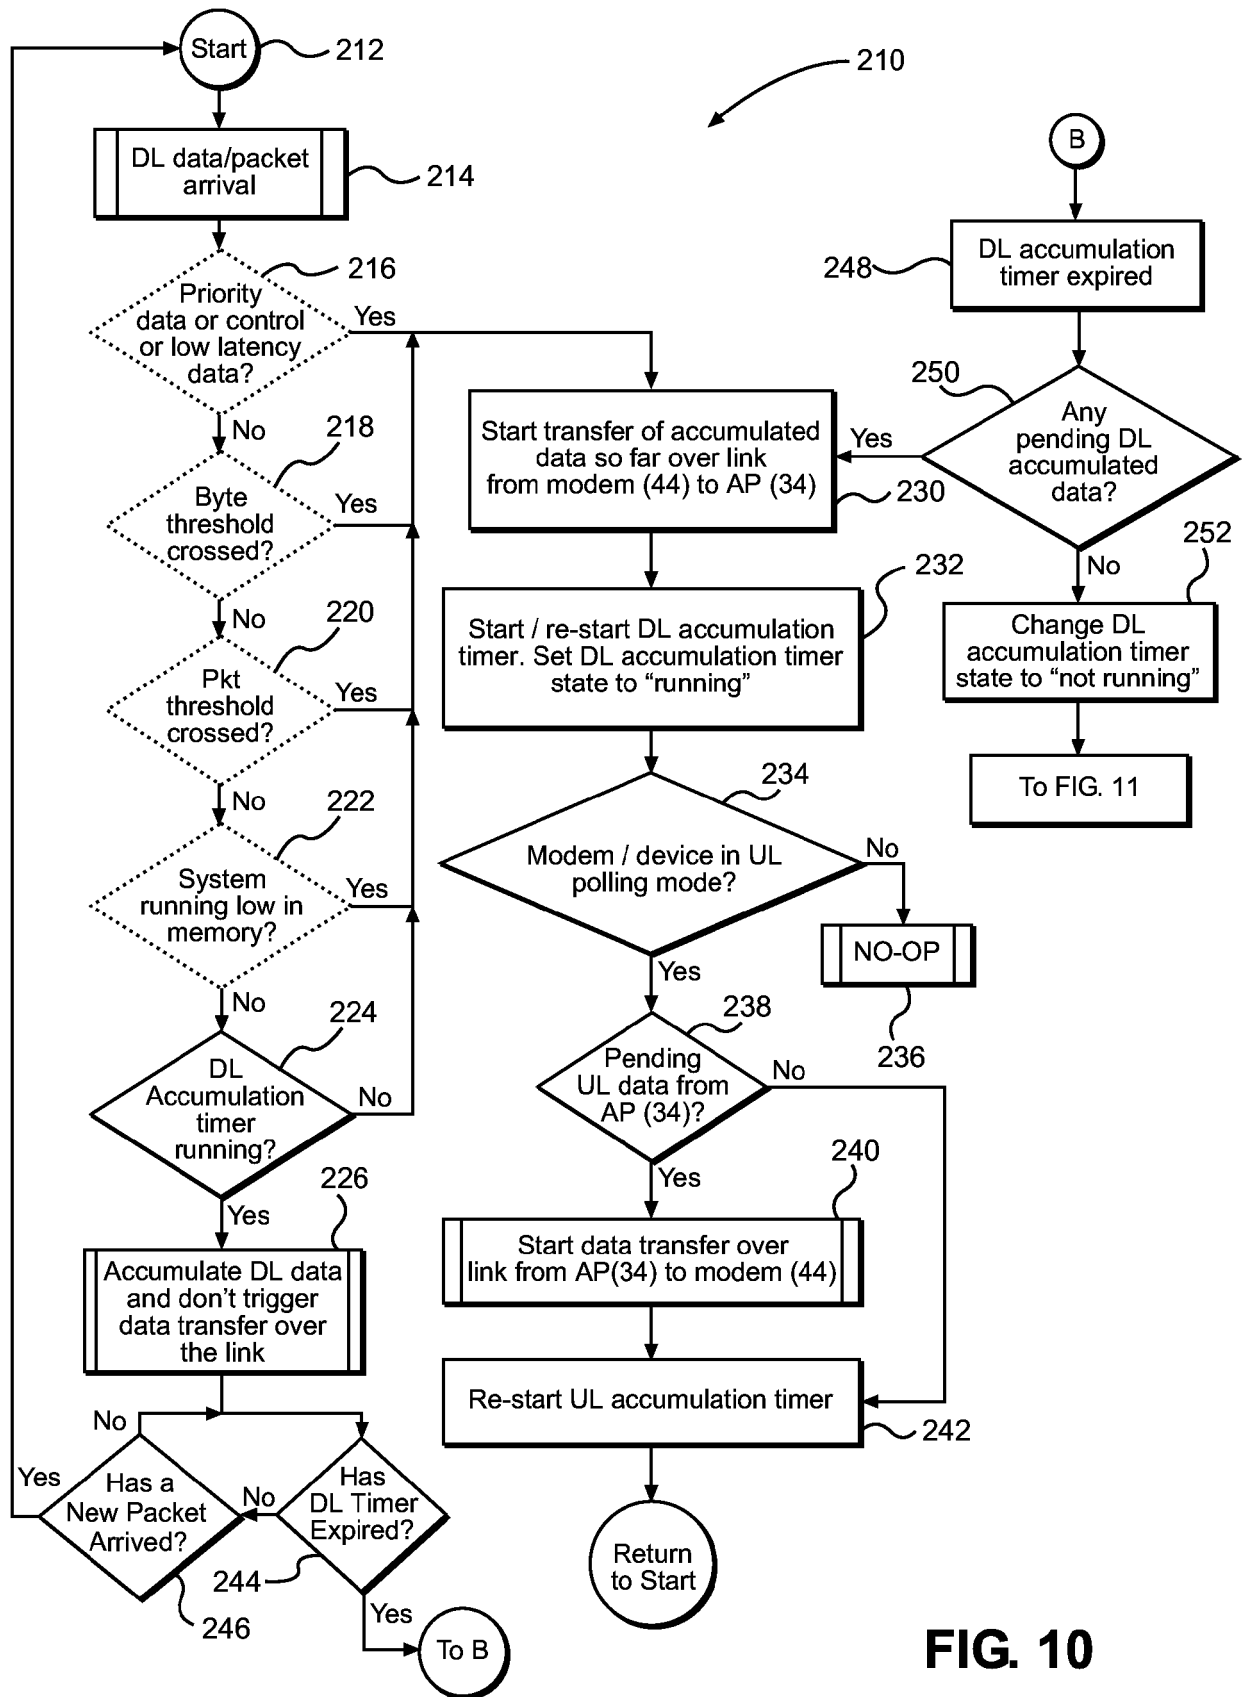 Start
212
210
DL data/packet
arrival
214
216
Priority
data or control
or low latency
data?
Yes
No
218
Byte
threshold
crossed?
Yes
No
220
Pkt
threshold
crossed?
Yes
No
222
System
running low in
memory?
Yes
No
224
DL
Accumulation
timer
running?
No
Yes
226
Accumulate DL data
and don't trigger
data transfer over
the link
No
Yes
Has a
New Packet
Arrived?
246
No
Has
DL Timer
Expired?
244
Yes
To B
Start transfer of accumulated
data so far over link
from modem (44) to AP (34)
230
232
Start / re-start DL accumulation
timer. Set DL accumulation timer
state to “running”
234
Modem / device in UL
polling mode?
No
NO-OP
236
Yes
238
Pending
UL data from
AP (34)?
No
Yes
240
Start data transfer over
link from AP(34) to modem (44)
Re-start UL accumulation timer
242
Return
to Start
B
DL accumulation
timer expired
248
250
Any
pending DL
accumulated
data?
Yes
No
252
Change DL
accumulation timer
state to “not running”
To FIG. 11
FIG. 10